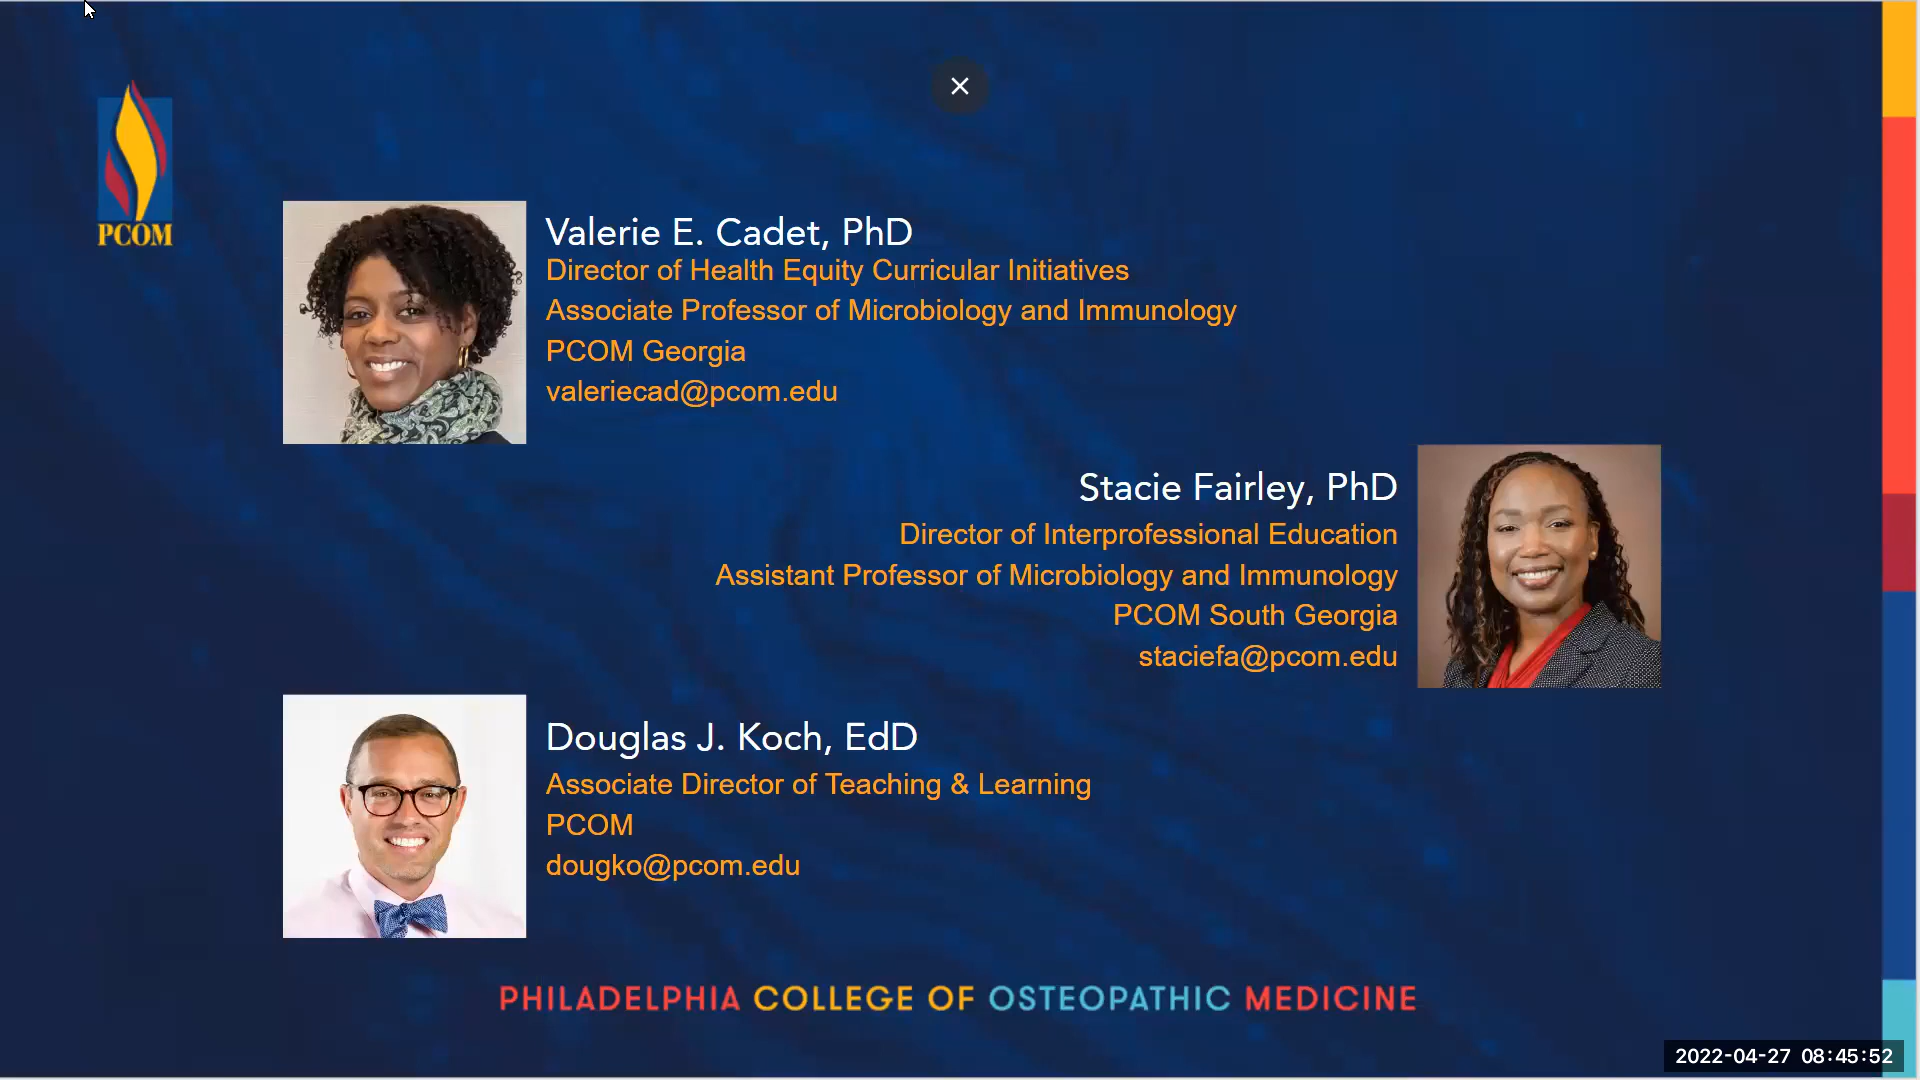 PCOM
Valerie E. Cadet, PhD
Director of Health Equity Curricular Initiatives
Associate Professor of Microbiology and Immunology
PCOM Georgia
valeriecad@pcom.edu
Stacie Fairley, PhD
Director of Interprofessional Education
Assistant Professor of Microbiology and Immunology
PCOM South Georgia
staciefa@pcom.edu
Douglas J. Koch, EdD
Associate Director of Teaching & Learning
PCOM
dougko@pcom.edu
PHILADELPHIA COLLEGE OF OSTEOPATHIC MEDICINE
2022-04-27 08:45:52